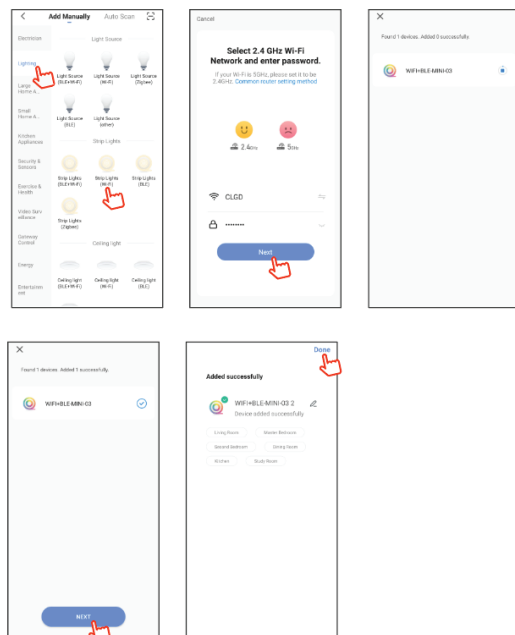 Add Manually Auto Scan
Electrician
Lighting
Large
Home A...
Small
Home A...
Kitchen
Appliances
Security &
Sensors
Exercise &
Health
Video Surv
eillance
Gateway
Control
Energy
Entertainm
ent
Light Source
Light Source
(BLE+Wi-Fi)
Light Source
(Wi-Fi)
Light Source
(Zigbee)
Light Source
(BLE)
Light Source
(other)
Strip Lights
Strip Lights
(BLE+Wi-Fi)
Strip Lights
(Wi-Fi)
Strip Lights
(BLE)
Strip Lights
(Zigbee)
Ceiling light
Ceiling light
(BLE+Wi-Fi)
Ceiling light
(Wi-Fi)
Ceiling light
(BLE)
Cancel
Select 2.4 GHz Wi-Fi
Network and enter password.
If your Wi-Fi is 5GHz, please set it to be
2.4GHz. Common router setting method
2.4GHz
5GHz
CLGD
Next
Found 1 devices. Added 0 successfully.
WIFI+BLE-MINI-03
Found 1 devices. Added 1 successfully.
WIFI+BLE-MINI-03
NEXT
Done
Added successfully
WIFI+BLE-MINI-03 2
Device added successfully
Living Room Master Bedroom
Second Bedroom Dining Room
Kitchen Study Room